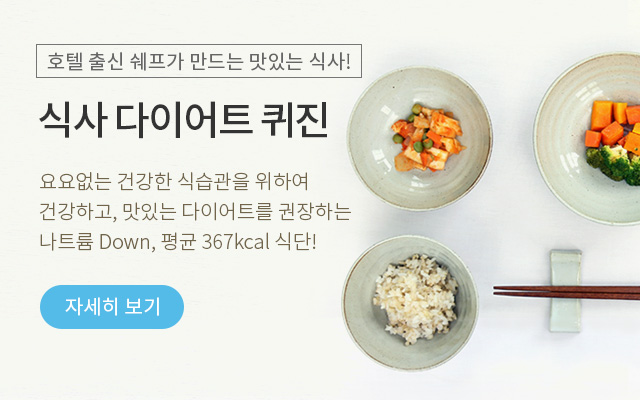 호텔 출신 쉐프가 만드는 맛있는 식사!
식사 다이어트 퀴진
요요없는 건강한 식습관을 위하여
건강하고, 맛있는 다이어트를 권장하는
나트륨 Down, 평균 367kcal 식단!
자세히 보기